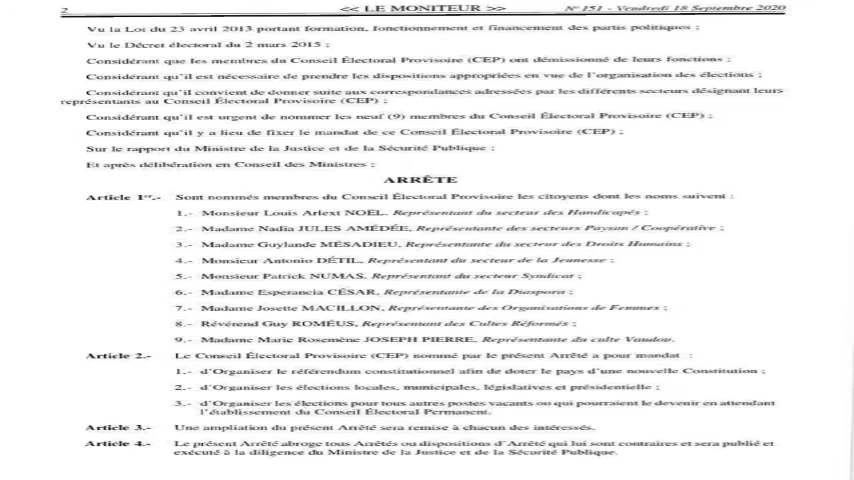 2 << LE MONITEUR >> N° 151 - Vendredi 18 Septembre 2020
Vu la Loi du 23 avril 2013 portant formation, fonctionnement et financement des partis politiques ;
Vu le Décret électoral du 2 mars 2015 ;
Considérant que les membres du Conseil Électoral Provisoire (CEP) ont démissionné de leurs fonctions ;
Considérant qu'il est nécessaire de prendre les dispositions appropriées en vue de l'organisation des élections ;
Considérant qu'il convient de donner suite aux correspondances adressées par les différents secteurs désignant leurs
représentants au Conseil Électoral Provisoire (CEP) ;
Considérant qu'il est urgent de nommer les neuf (9) membres du Conseil Électoral Provisoire (CEP) ;
Considérant qu'il y a lieu de fixer le mandat de ce Conseil Électoral Provisoire (CEP) ;
Sur le rapport du Ministre de la Justice et de la Sécurité Publique ;
Et après délibération en Conseil des Ministres ;
ARRÊTE
Article 1er.- Sont nommés membres du Conseil Électoral Provisoire les citoyens dont les noms suivent :
1.- Monsieur Louis Arlext NOËL, Représentant du secteur des Handicapés ;
2.- Madame Nadia JULES AMÉDÉE, Représentante des secteurs Paysan / Coopérative ;
3.- Madame Guylande MÉSADIEU, Représentante du secteur des Droits Humains ;
4.- Monsieur Antonio DÉTIL, Représentant du secteur de la Jeunesse ;
5.- Monsieur Patrick NUMAS, Représentant du secteur Syndicat ;
6.- Madame Esperancia CÉSAR, Représentante de la Diaspora ;
7.- Madame Josette MACILLON, Représentante des Organisations de Femmes ;
8.- Révérend Guy ROMÉUS, Représentant des Cultes Réformés ;
9.- Madame Marie Rosemène JOSEPH PIERRE, Représentante du culte Vaudou.
Article 2.- Le Conseil Électoral Provisoire (CEP) nommé par le présent Arrêté a pour mandat :
1.- d'Organiser le référendum constitutionnel afin de doter le pays d'une nouvelle Constitution ;
2.- d'Organiser les élections locales, municipales, législatives et présidentielle ;
3.- d'Organiser les élections pour tous autres postes vacants ou qui pourraient le devenir en attendant
l'établissement du Conseil Électoral Permanent.
Article 3.- Une ampliation du présent Arrêté sera remise à chacun des intéressés.
Article 4.- Le présent Arrêté abroge tous Arrêtés ou dispositions d'Arrêté qui lui sont contraires et sera publié et
exécuté à la diligence du Ministre de la Justice et de la Sécurité Publique.